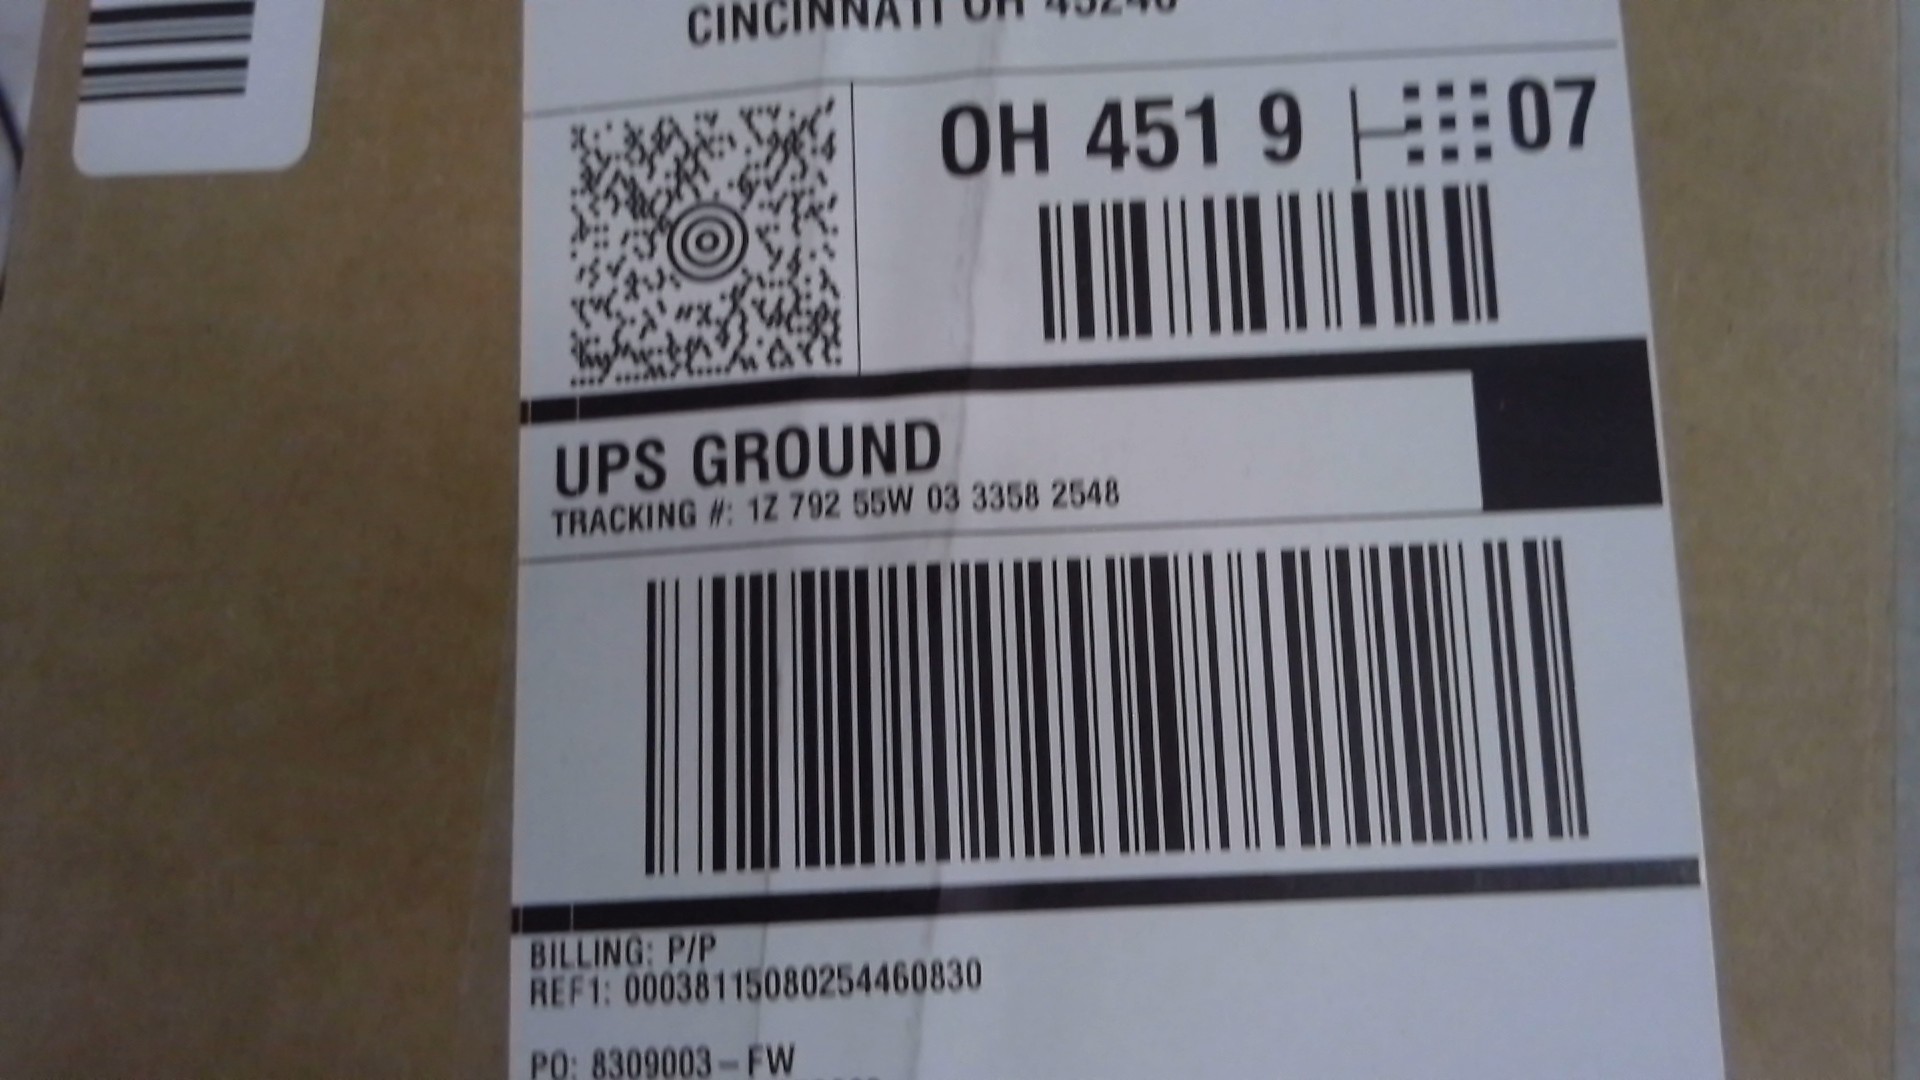 CINCINNATI OH 45246
OH 451 9 07
UPS GROUND
TRACKING #: 1Z 792 55W 03 3358 2548
BILLING: P/P
REF1: 00038115080254460830
PO: 8309003-FW